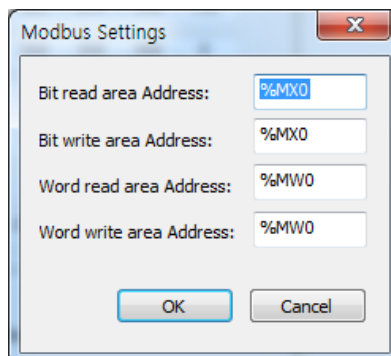 Modbus Settings
Bit read area Address: %MX0
Bit write area Address: %MX0
Word read area Address: %MW0
Word write area Address: %MW0
OK Cancel